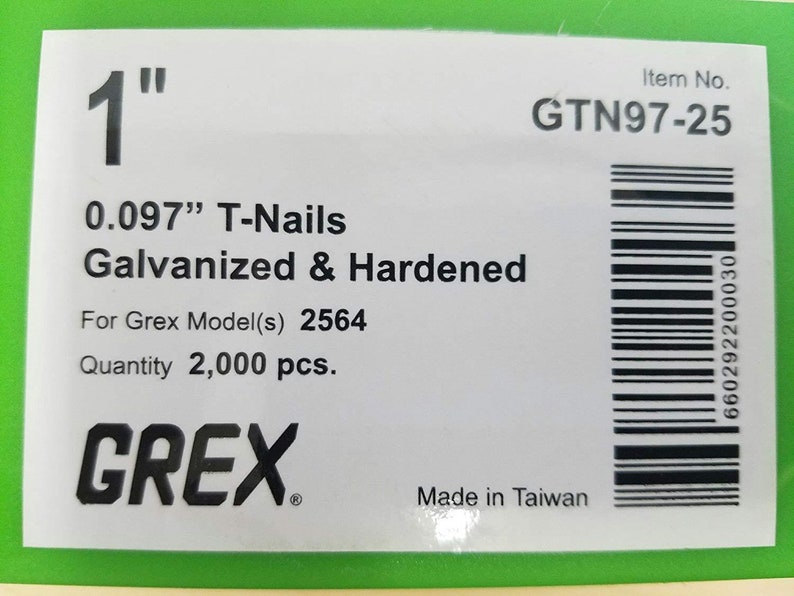 1"
Item No.
GTN97-25
0.097” T-Nails
Galvanized & Hardened
For Grex Model(s) 2564
Quantity 2,000 pcs.
GREX®
Made in Taiwan
660292200030